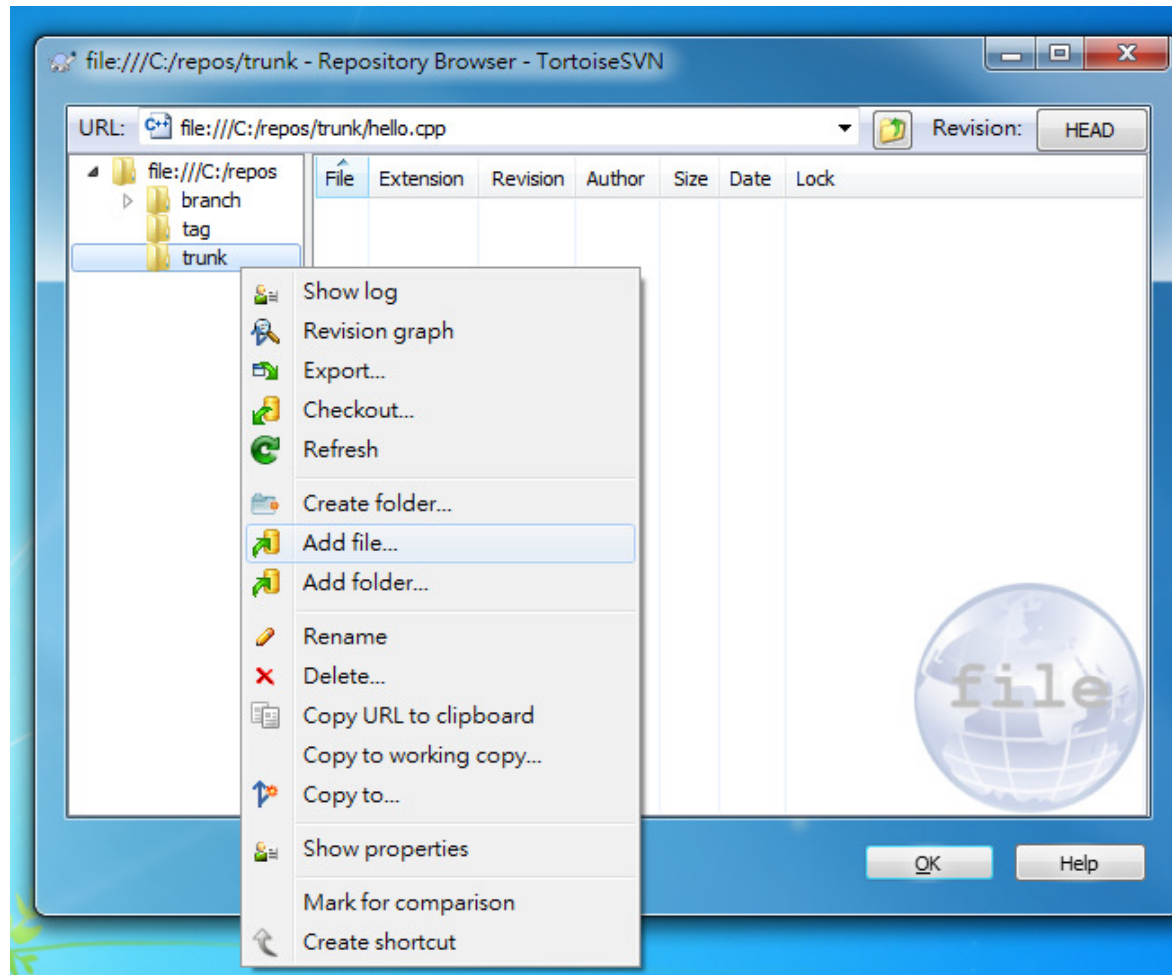 file:///C:/repos/trunk - Repository Browser - TortoiseSVN
URL: C++ file:///C:/repos/trunk/hello.cpp Revision: HEAD
file:///C:/repos
branch
tag
trunk
File Extension Revision Author Size Date Lock
Show log
Revision graph
Export...
Checkout...
Refresh
Create folder...
Add file...
Add folder...
Rename
Delete...
Copy URL to clipboard
Copy to working copy...
Copy to...
Show properties
Mark for comparison
Create shortcut
file
OK Help